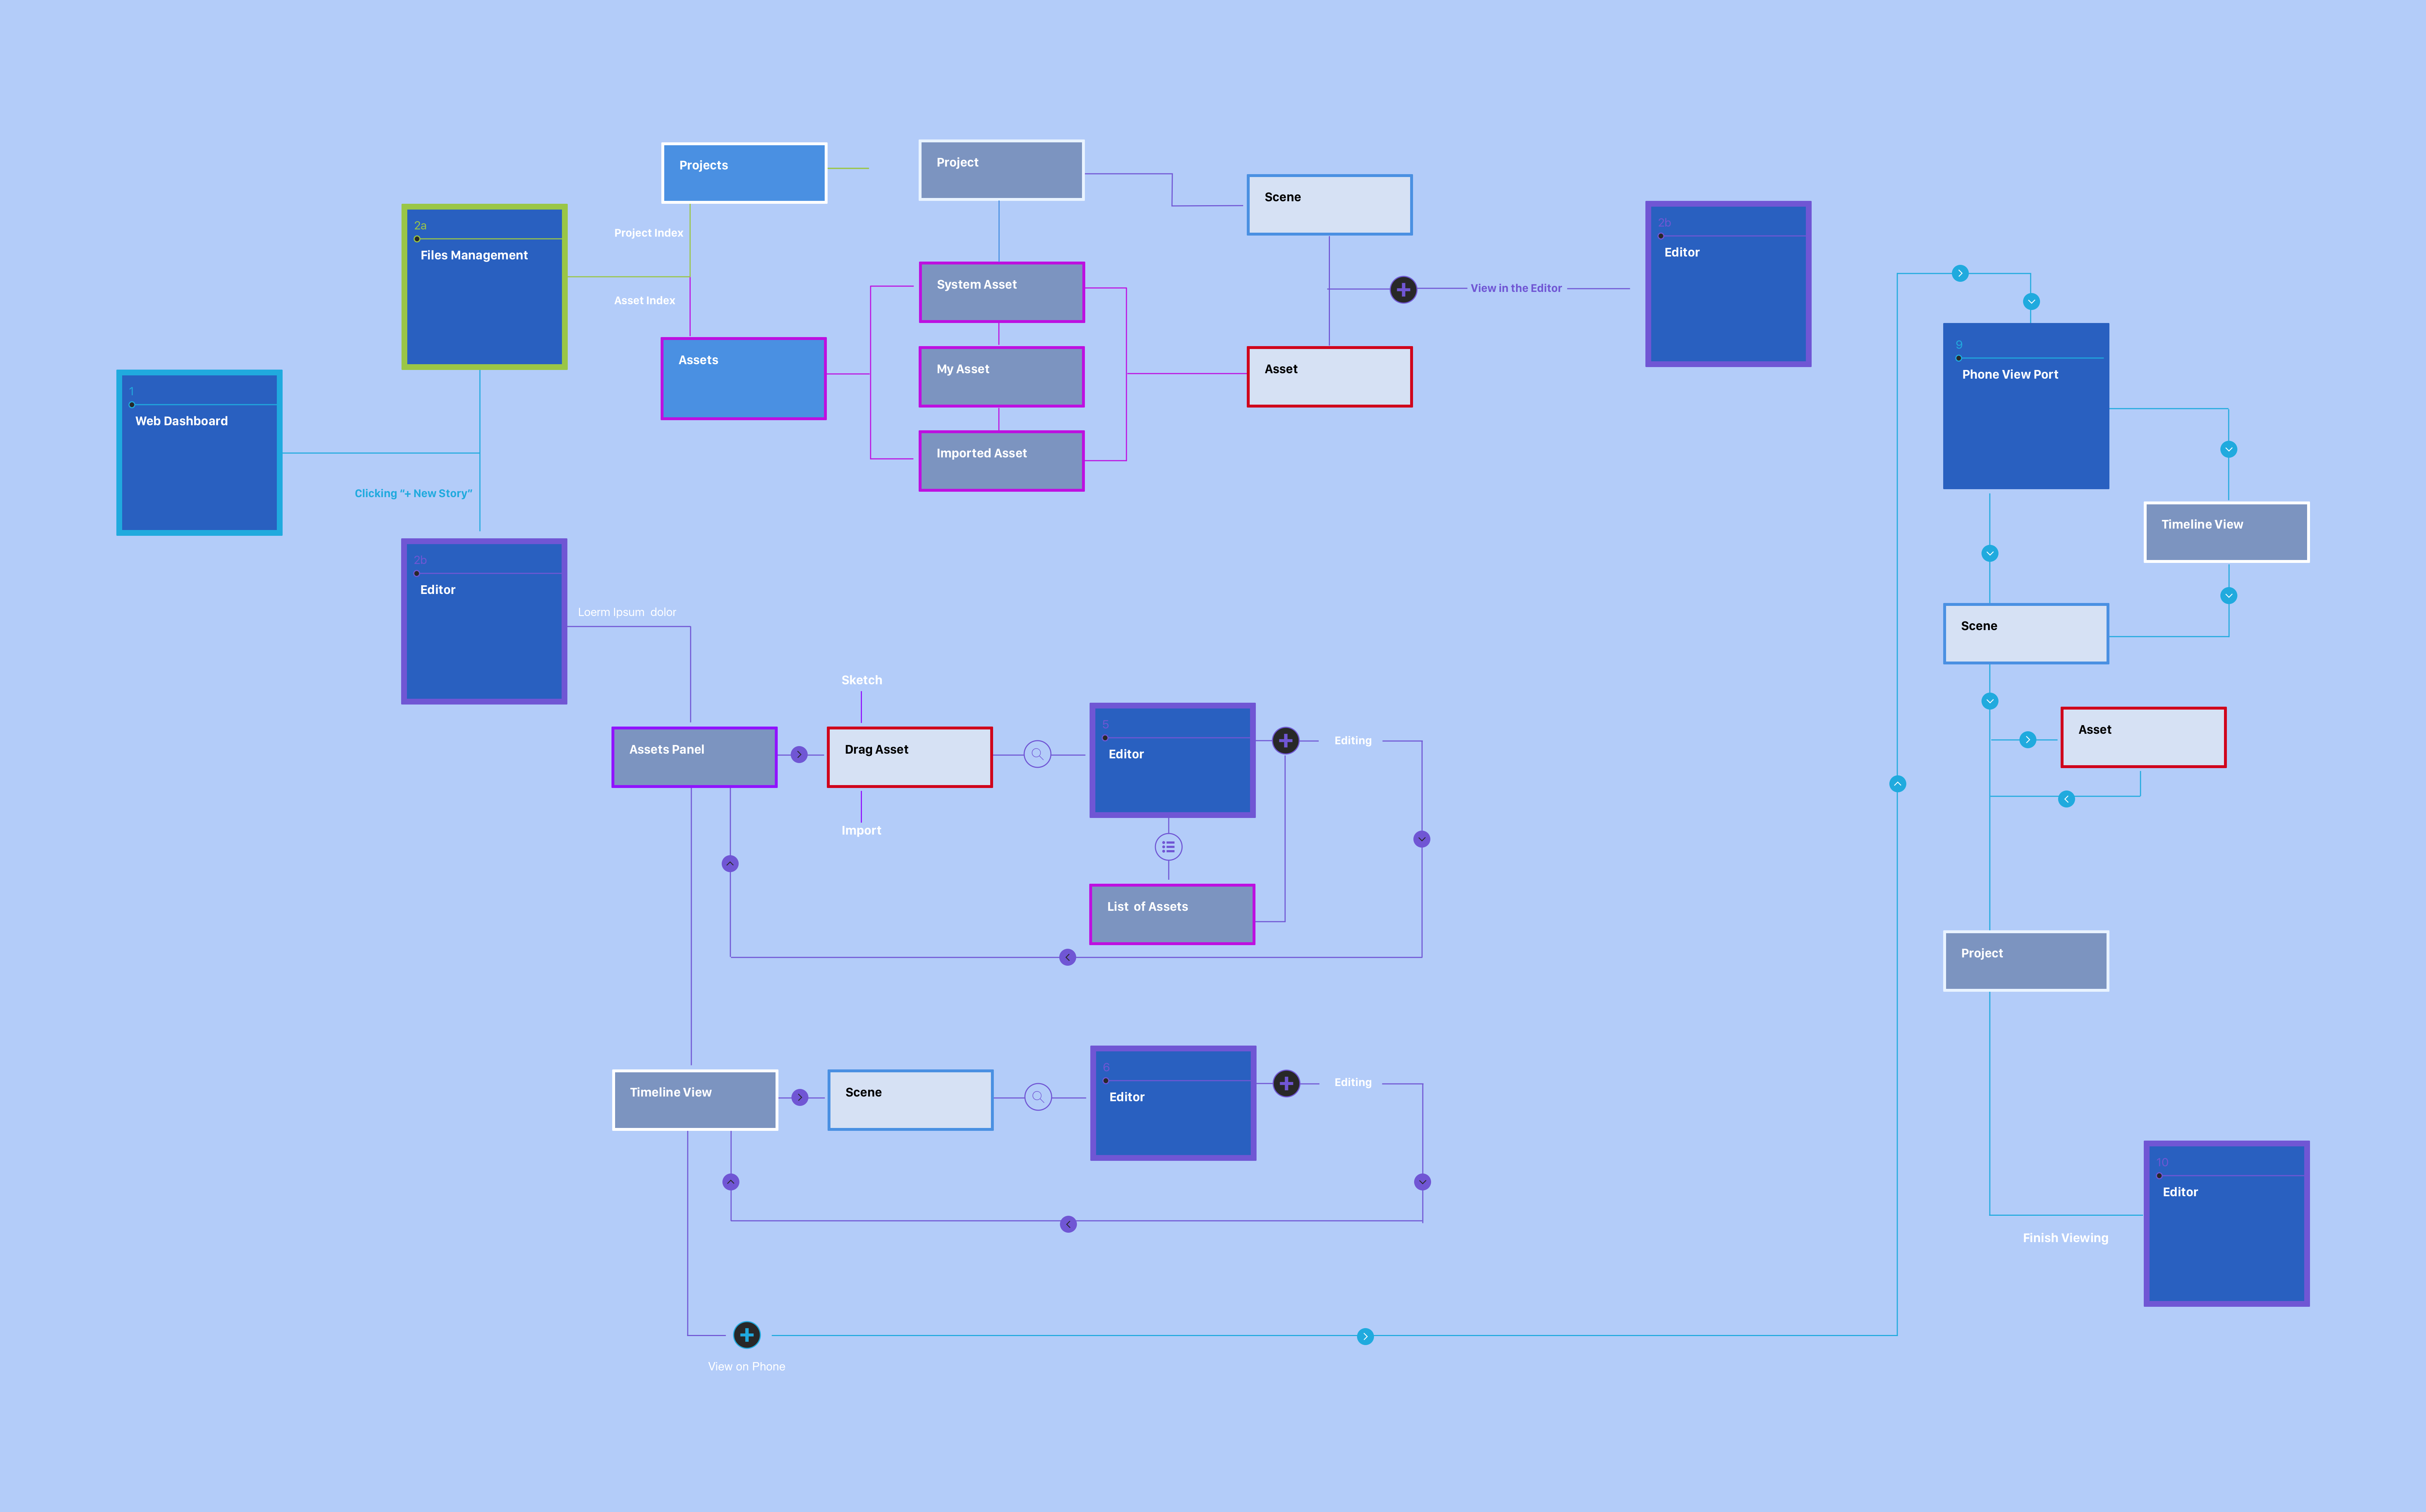 Projects
Project
Scene
2a
Files Management
Project Index
2b
Editor
Asset Index
System Asset
View in the Editor
Assets
My Asset
Asset
Imported Asset
1
Web Dashboard
Clicking “+ New Story”
2b
Editor
Loerm Ipsum  dolor
Sketch
Assets Panel
Drag Asset
Import
5
Editor
Editing
List  of Assets
Timeline View
Scene
6
Editor
Editing
View on Phone
9
Phone View Port
Timeline View
Scene
Asset
Project
10
Editor
Finish Viewing